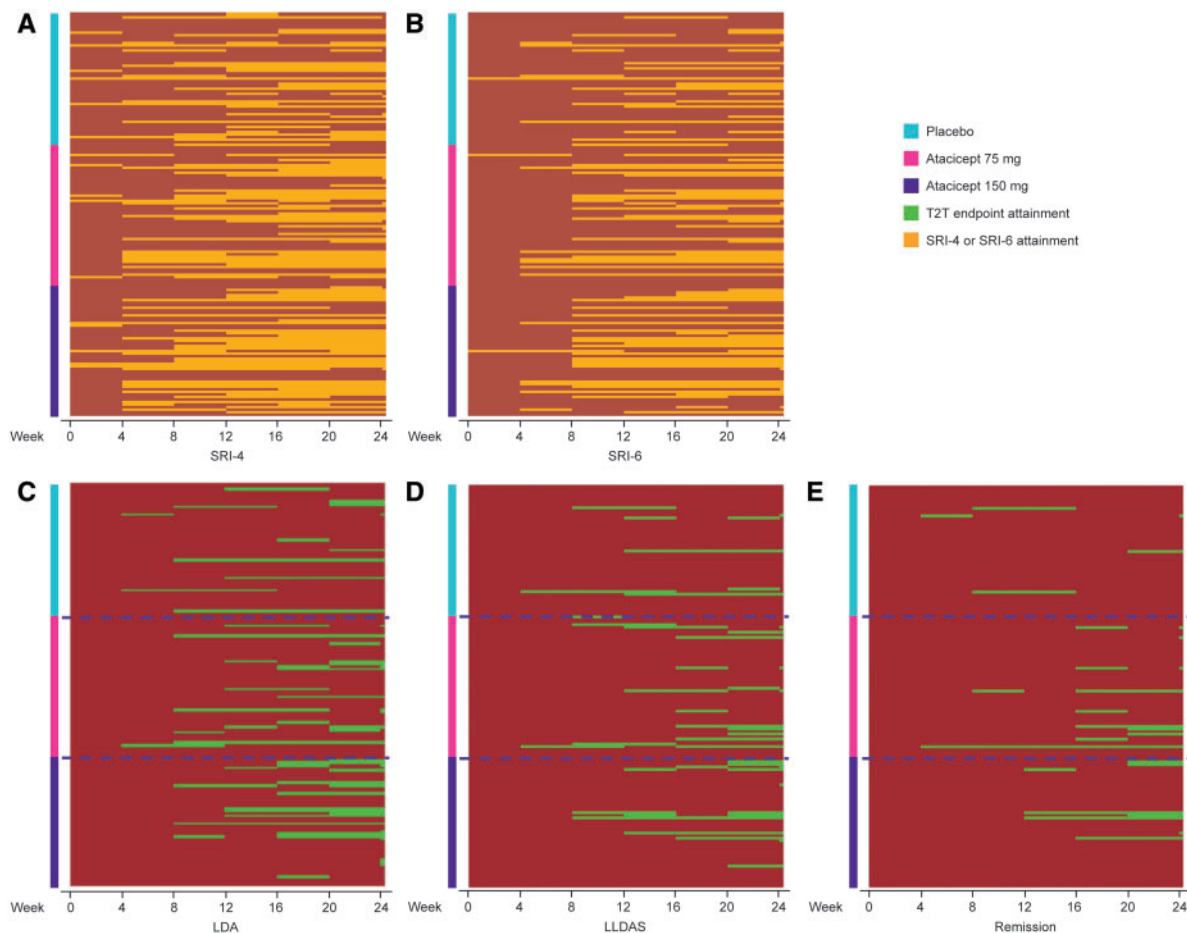 A
B
Placebo
Atacicept 75 mg
Atacicept 150 mg
T2T endpoint attainment
SRI-4 or SRI-6 attainment
Week 0 4 8 12 16 20 24
SRI-4
Week 0 4 8 12 16 20 24
SRI-6
C
D
E
Week 0 4 8 12 16 20 24
LDA
Week 0 4 8 12 16 20 24
LLDAS
Week 0 4 8 12 16 20 24
Remission